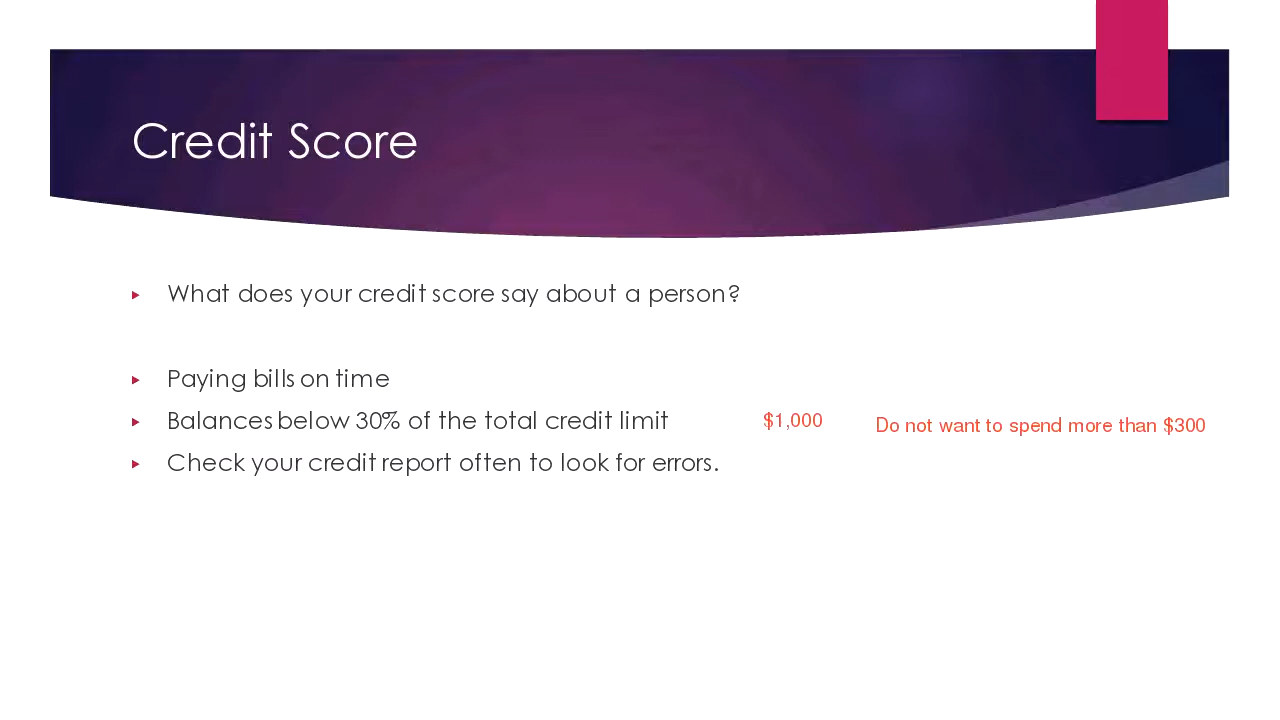 Credit Score
What does your credit score say about a person?
Paying bills on time
Balances below 30% of the total credit limit $1,000 Do not want to spend more than $300
Check your credit report often to look for errors.